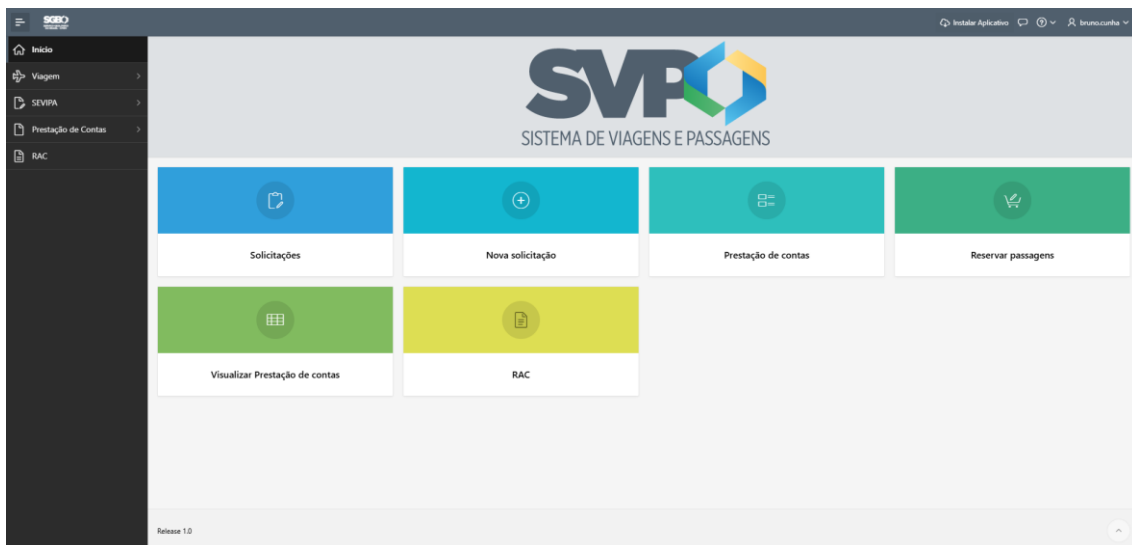 SGEO
Instalar Aplicativo
bruno.cunha
Início
Viagem
SEVIPA
Prestação de Contas
RAC
SVP
SISTEMA DE VIAGENS E PASSAGENS
Solicitações
Nova solicitação
Prestação de contas
Reservar passagens
Visualizar Prestação de contas
RAC
Release 1.0